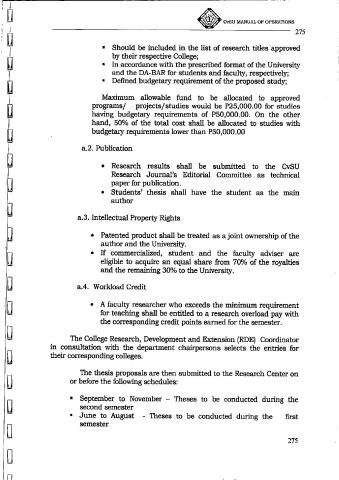 CvSU MANUAL OF OPERATIONS
275
▪ Should be included in the list of research titles approved
by their respective College;
▪ In accordance with the prescribed format of the University
and the DA-BAR for students and faculty, respectively;
▪ Defined budgetary requirement of the proposed study;
Maximum allowable fund to be allocated to approved
programs/ projects/studies would be P25,000.00 for studies
having budgetary requirements of P50,000.00. On the other
hand, 50% of the total cost shall be allocated to studies with
budgetary requirements lower than P50,000.00
a.2. Publication
• Research results shall be submitted to the CvSU
Research Journal's Editorial Committee as technical
paper for publication.
• Students' thesis shall have the student as the main
author
a.3. Intellectual Property Rights
• Patented product shall be treated as a joint ownership of the
author and the University.
• If commercialized, student and the faculty adviser are
eligible to acquire an equal share from 70% of the royalties
and the remaining 30% to the University.
a.4. Workload Credit
• A faculty researcher who exceeds the minimum requirement
for teaching shall be entitled to a research overload pay with
the corresponding credit points earned for the semester.
The College Research, Development and Extension (RDE) Coordinator
in consultation with the department chairpersons selects the entries for
their corresponding colleges.
The thesis proposals are then submitted to the Research Center on
or before the following schedules:
▪ September to November – Theses to be conducted during the
second semester
▪ June to August - Theses to be conducted during the first
semester
275